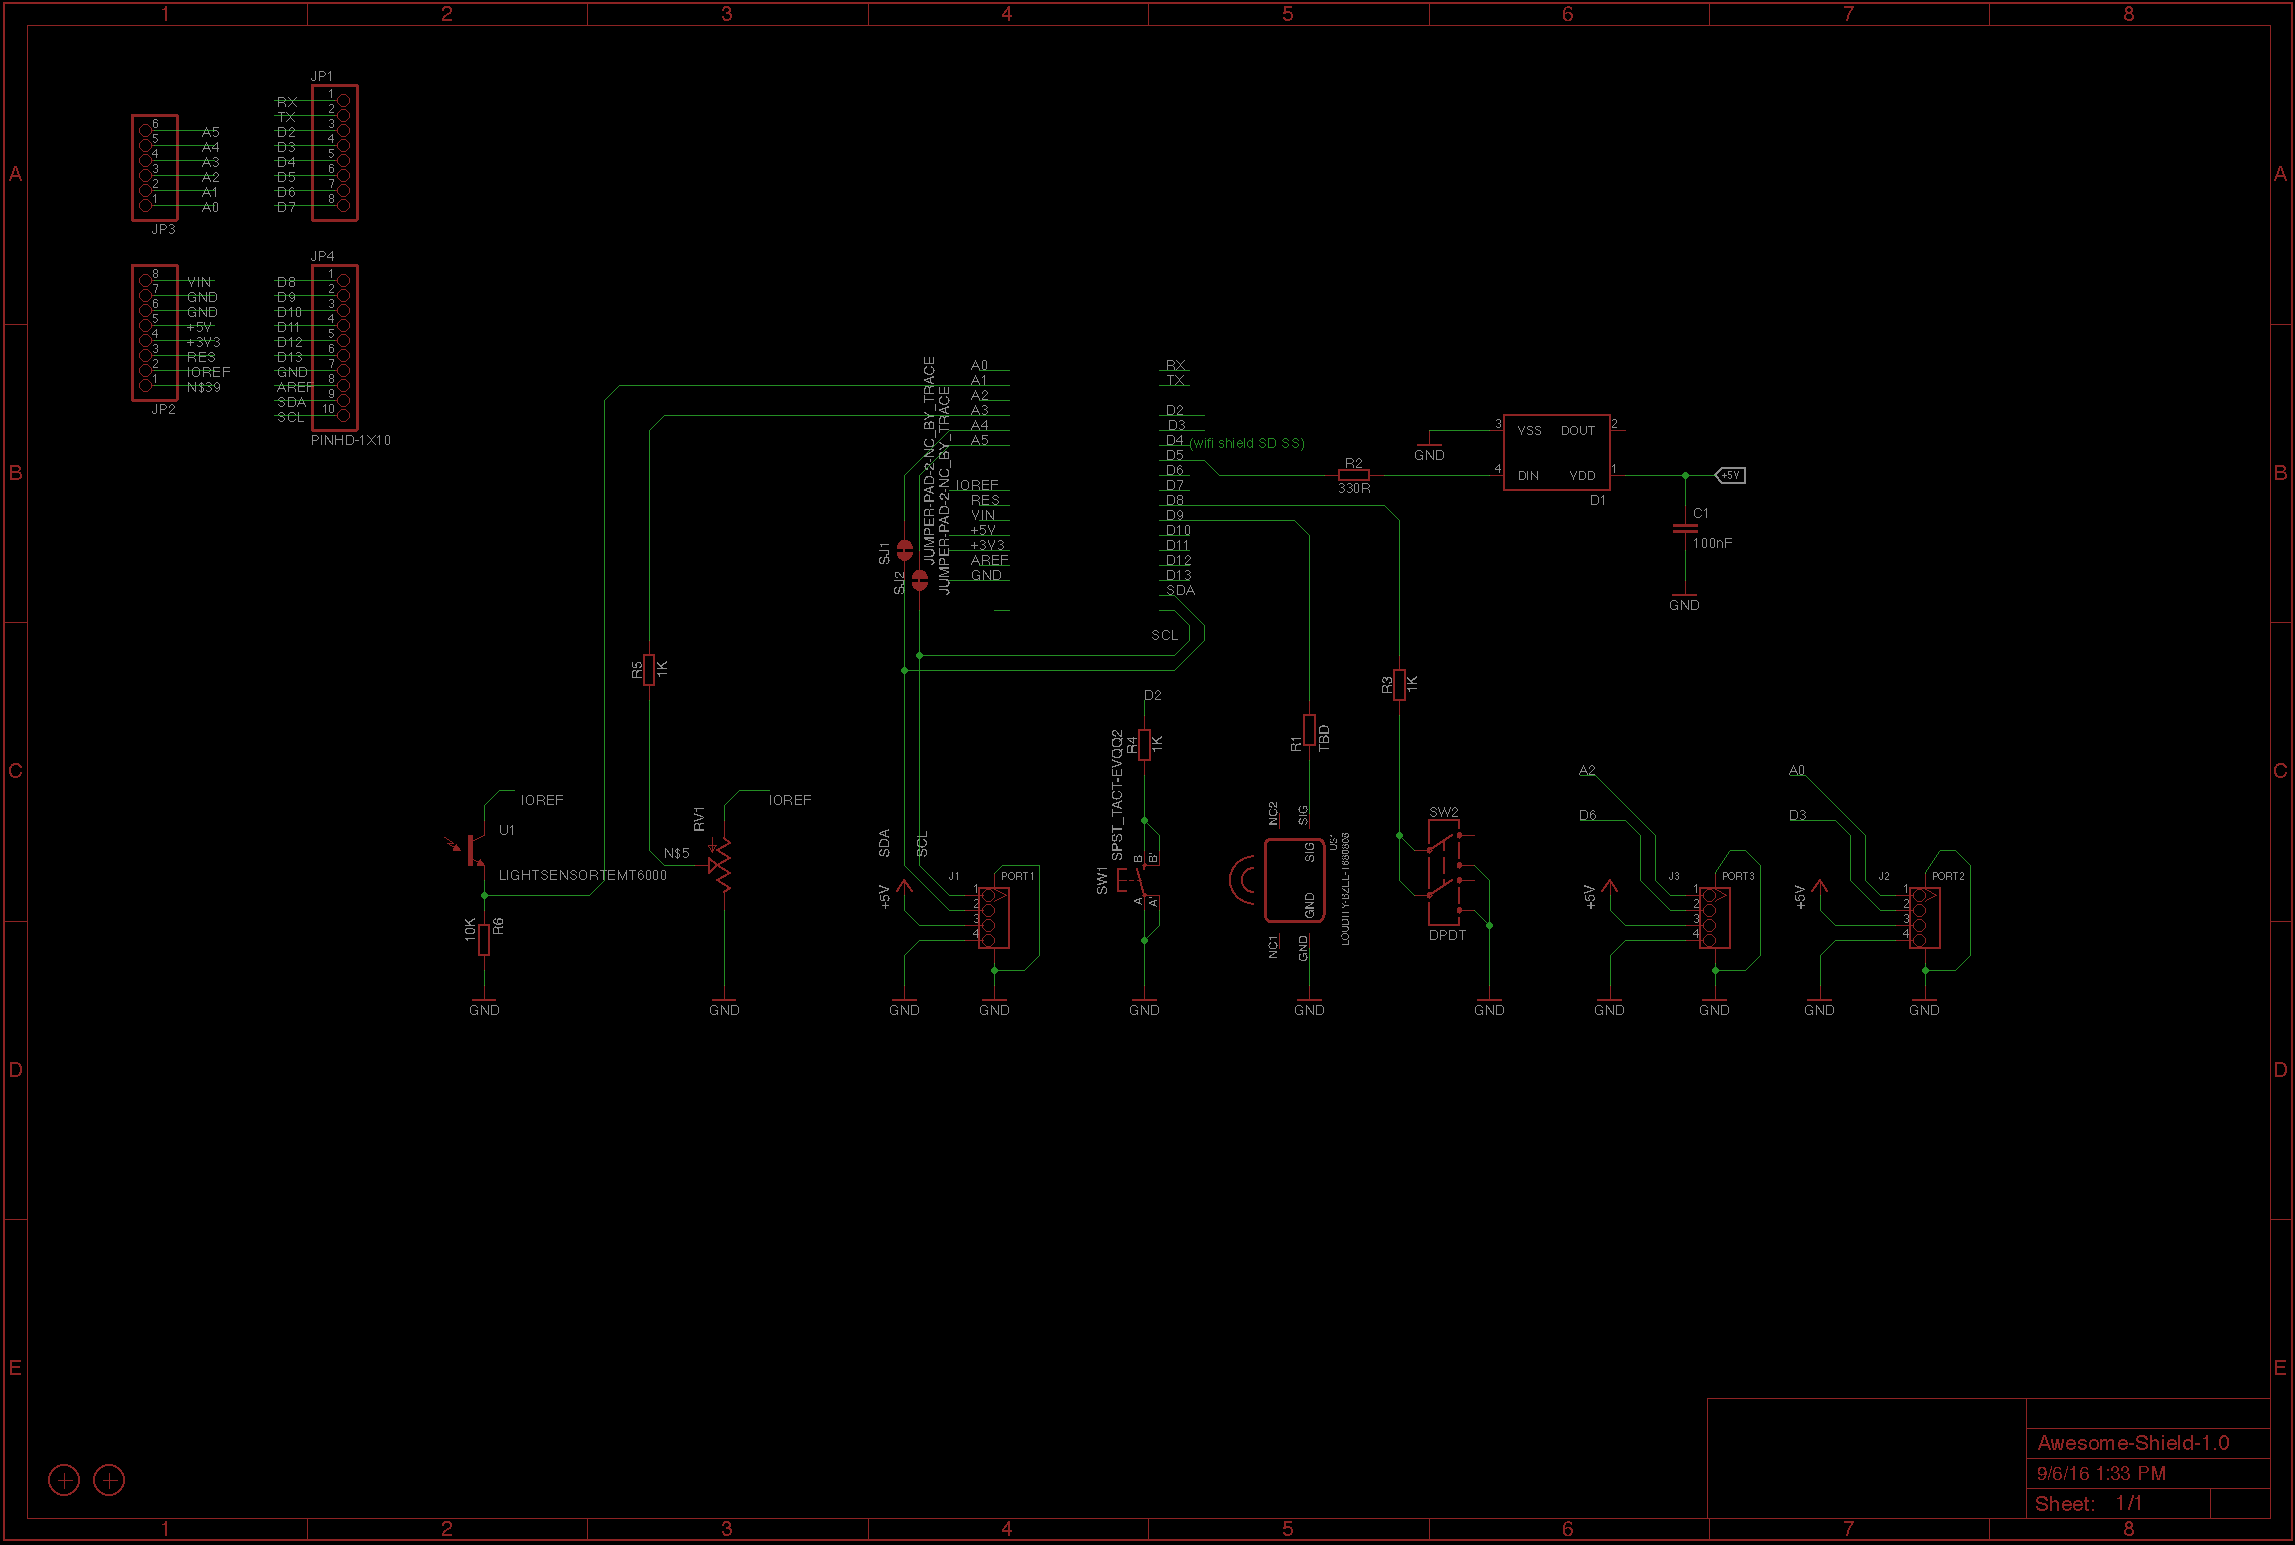 1 2 3 4 5 6 7 8
A A
B B
C C
D D
E E
JP1
1 RX
2 TX
3 D2
4 D3
5 D4
6 D5
7 D6
8 D7
6 A5
5 A4
4 A3
3 A2
2 A1
1 A0
JP3
JP4
8 VIN
7 GND
6 GND
5 +5V
4 +3V3
3 RES
2 IOREF
1 N$39
JP2
D8 1
D9 2
D10 3
D11 4
D12 5
D13 6
GND 7
AREF 8
SDA 9
SCL 10
PINHD-1X10
A0
A1
A2
A3
A4
A5
IOREF
RES
VIN
+5V
+3V3
AREF
GND
RX
TX
D2
D3
D4 (wifi shield SD SS)
D5
D6
D7
D8
D9
D10
D11
D12
D13
SDA
SCL
JUMPER-PAD-2-NC_BY_TRACE
JUMPER-PAD-2-NC_BY_TRACE
SJ1
SJ2
R2
330R
GND
3 VSS DOUT 2
4 DIN VDD 1
D1
+5V
C1
100nF
GND
R5
1K
R3
1K
D2
R4
1K
SPST_TACT-EVQQ2
SW1
B B'
A A'
GND
R1
TBD
NC2 SIG
SIG
GND
NC1 GND
GND
SW2
DPDT
GND
IOREF
U1
LIGHTSENSORTEMT6000
10K
R6
GND
IOREF
RV1
N$5
GND
SDA
SCL
+5V
J1 PORT1
1
2
3
4
GND GND
A2
D6
+5V
J3 PORT3
1
2
3
4
GND GND
A0
D3
+5V
J2 PORT2
1
2
3
4
GND GND
Awesome-Shield-1.0
9/6/16 1:33 PM
Sheet: 1/1
1 2 3 4 5 6 7 8